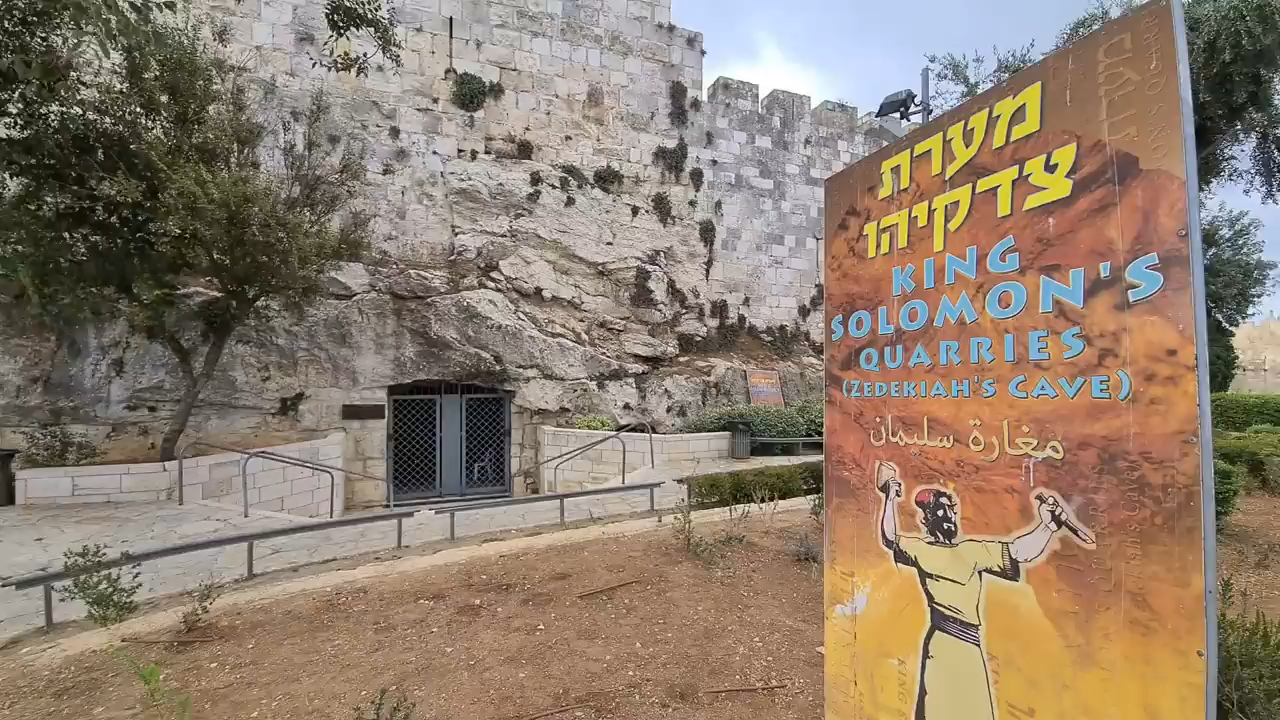 מערת
צדקיהו
KING
SOLOMON'S
QUARRIES
(ZEDEKIAH'S CAVE)
مغارة سليمان